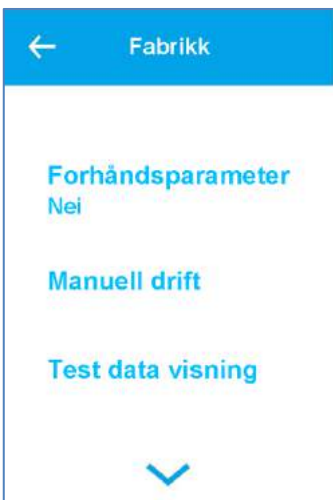 Fabrikk
Forhåndsparameter
Nei
Manuell drift
Test data visning